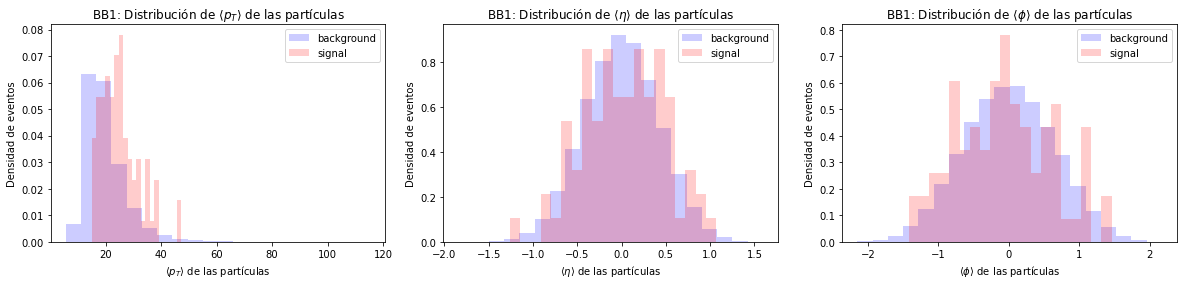 BB1: Distribución de ⟨p_T⟩ de las partículas
0.08
0.07
0.06
0.05
0.04
0.03
0.02
0.01
0.00
Densidad de eventos
background
signal
20 40 60 80 100 120
⟨p_T⟩ de las partículas
BB1: Distribución de ⟨η⟩ de las partículas
0.8
0.6
0.4
0.2
0.0
Densidad de eventos
background
signal
−2.0 −1.5 −1.0 −0.5 0.0 0.5 1.0 1.5
⟨η⟩ de las partículas
BB1: Distribución de ⟨ϕ⟩ de las partículas
0.8
0.7
0.6
0.5
0.4
0.3
0.2
0.1
0.0
Densidad de eventos
background
signal
−2 −1 0 1 2
⟨ϕ⟩ de las partículas